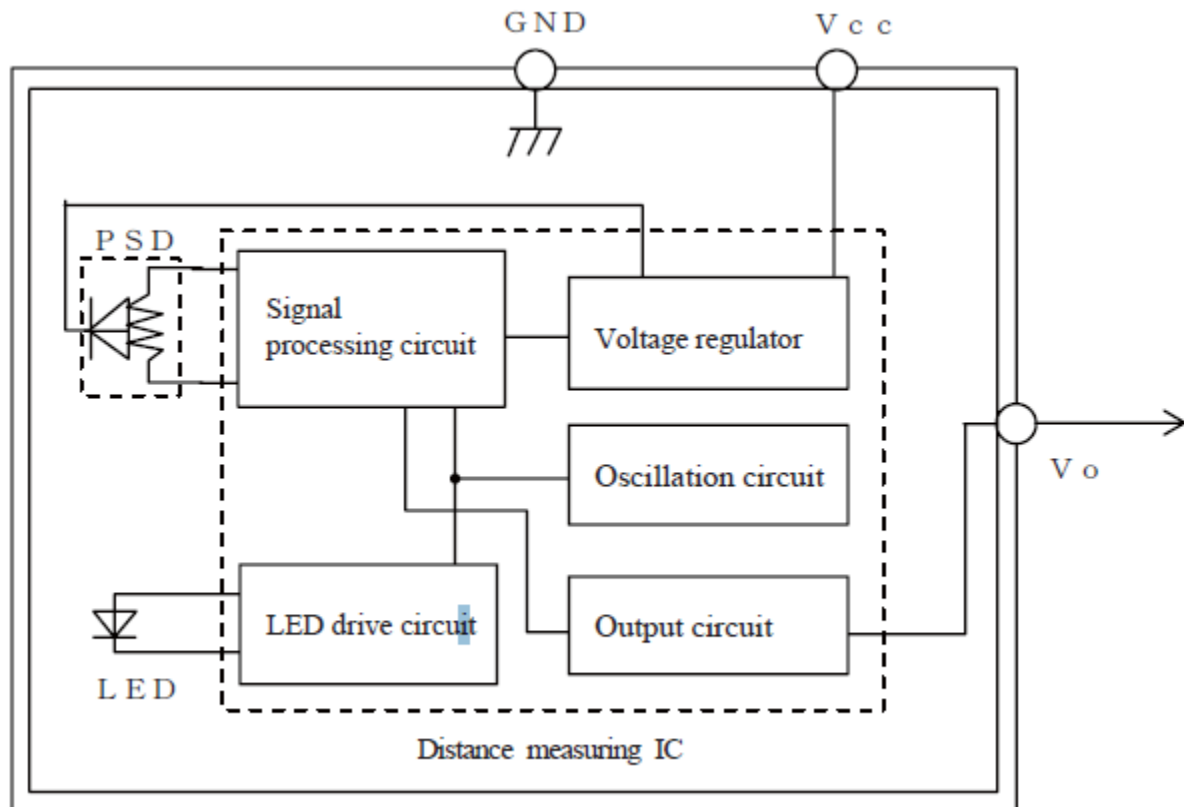 GND
Vcc
PSD
Signal
processing circuit
Voltage regulator
Oscillation circuit
Vo
LED drive circuit
Output circuit
LED
Distance measuring IC